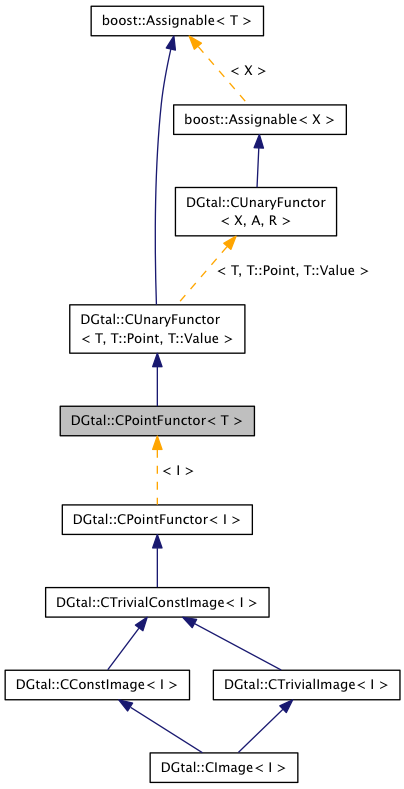 boost::Assignable< T >
< X >
boost::Assignable< X >
DGtal::CUnaryFunctor
< X, A, R >
< T, T::Point, T::Value >
DGtal::CUnaryFunctor
< T, T::Point, T::Value >
DGtal::CPointFunctor< T >
< I >
DGtal::CPointFunctor< I >
DGtal::CTrivialConstImage< I >
DGtal::CConstImage< I >
DGtal::CTrivialImage< I >
DGtal::CImage< I >